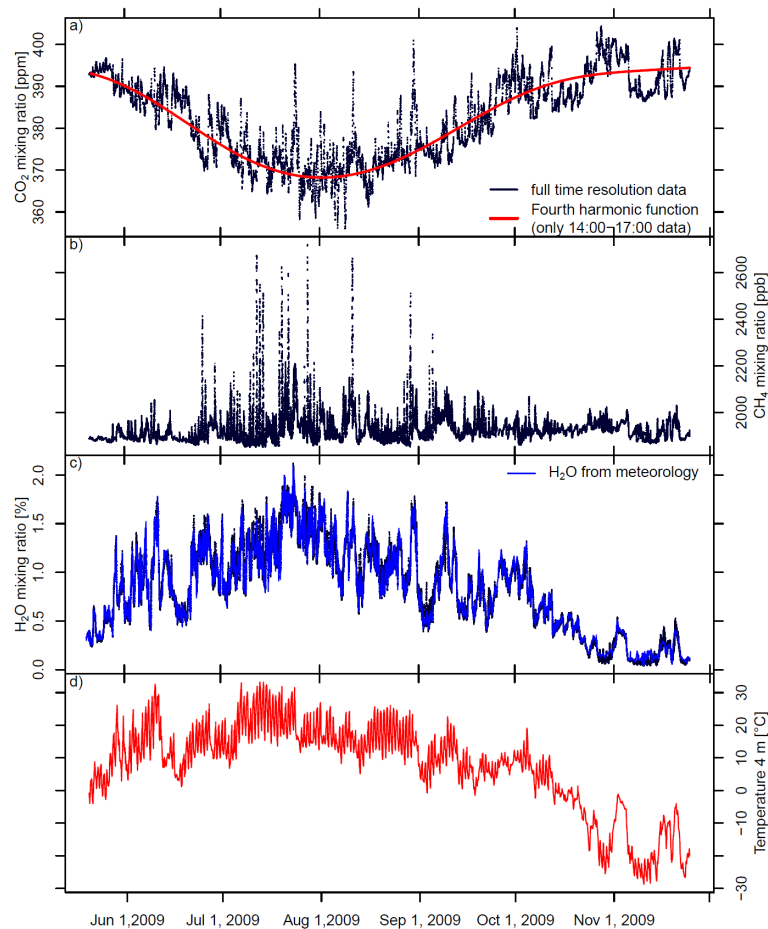 a)
400
390
380
370
360
CO₂ mixing ratio [ppm]
full time resolution data
Fourth harmonic function
(only 14:00−17:00 data)
b)
2600
2400
2200
2000
CH₄ mixing ratio [ppb]
c)
2.0
1.5
1.0
0.5
0.0
H₂O mixing ratio [%]
H₂O from meteorology
d)
30
20
10
0
−10
−30
Temperature 4 m [°C]
Jun 1,2009 Jul 1, 2009 Aug 1,2009 Sep 1, 2009 Oct 1, 2009 Nov 1, 2009